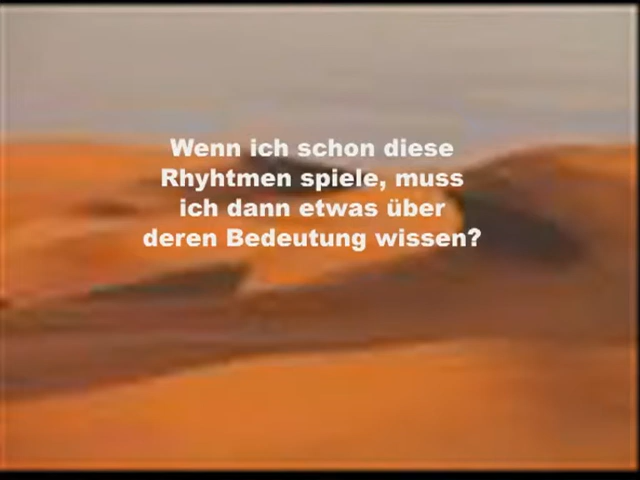 Wenn ich schon diese
Rhyhtmen spiele, muss
ich dann etwas über
deren Bedeutung wissen?